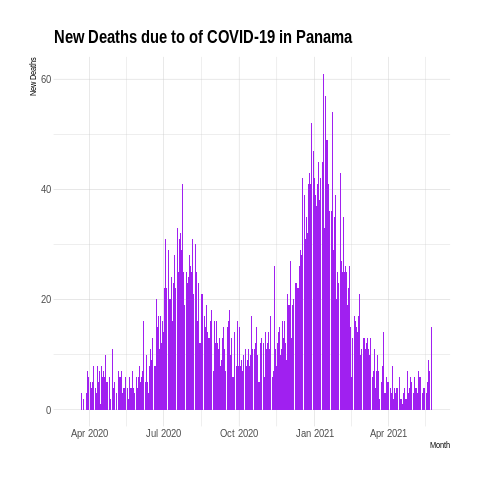 New Deaths due to of COVID-19 in Panama
New Deaths
60
40
20
0
Apr 2020 Jul 2020 Oct 2020 Jan 2021 Apr 2021
Month